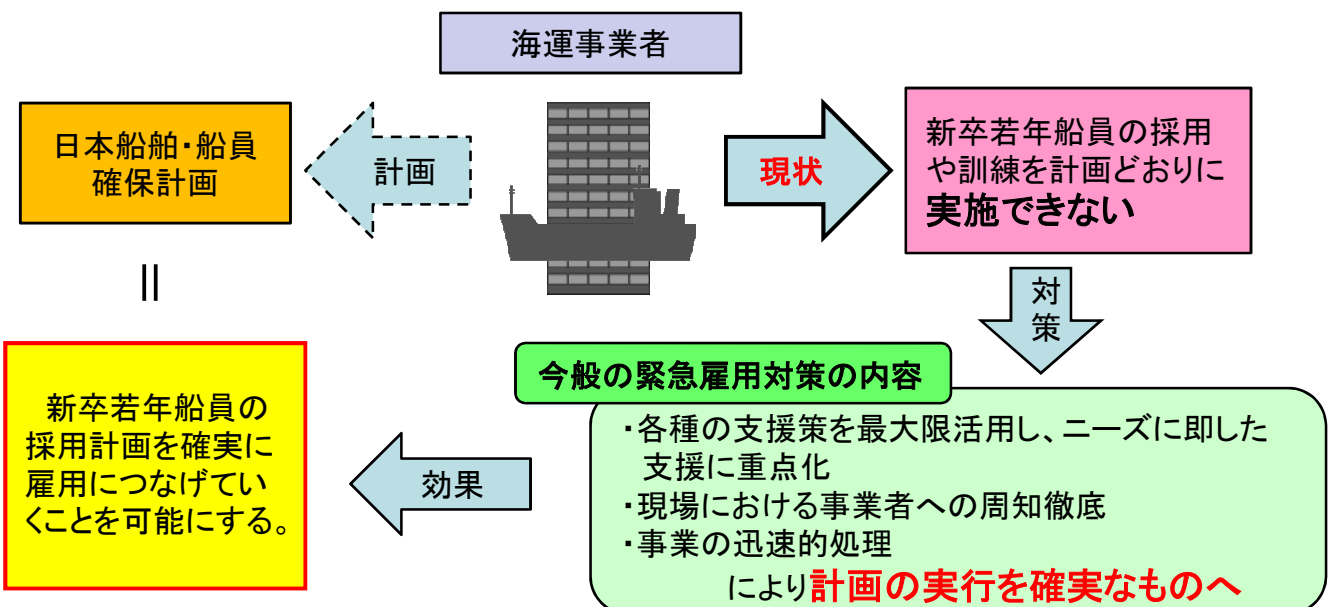 海運事業者
日本船舶・船員
確保計画
計画
現状
新卒若年船員の採用
や訓練を計画どおりに
実施できない
||
対
策
今般の緊急雇用対策の内容
・各種の支援策を最大限活用し、ニーズに即した
支援に重点化
・現場における事業者への周知徹底
・事業の迅速的処理
により計画の実行を確実なものへ
効果
新卒若年船員の
採用計画を確実に
雇用につなげてい
くことを可能にする。